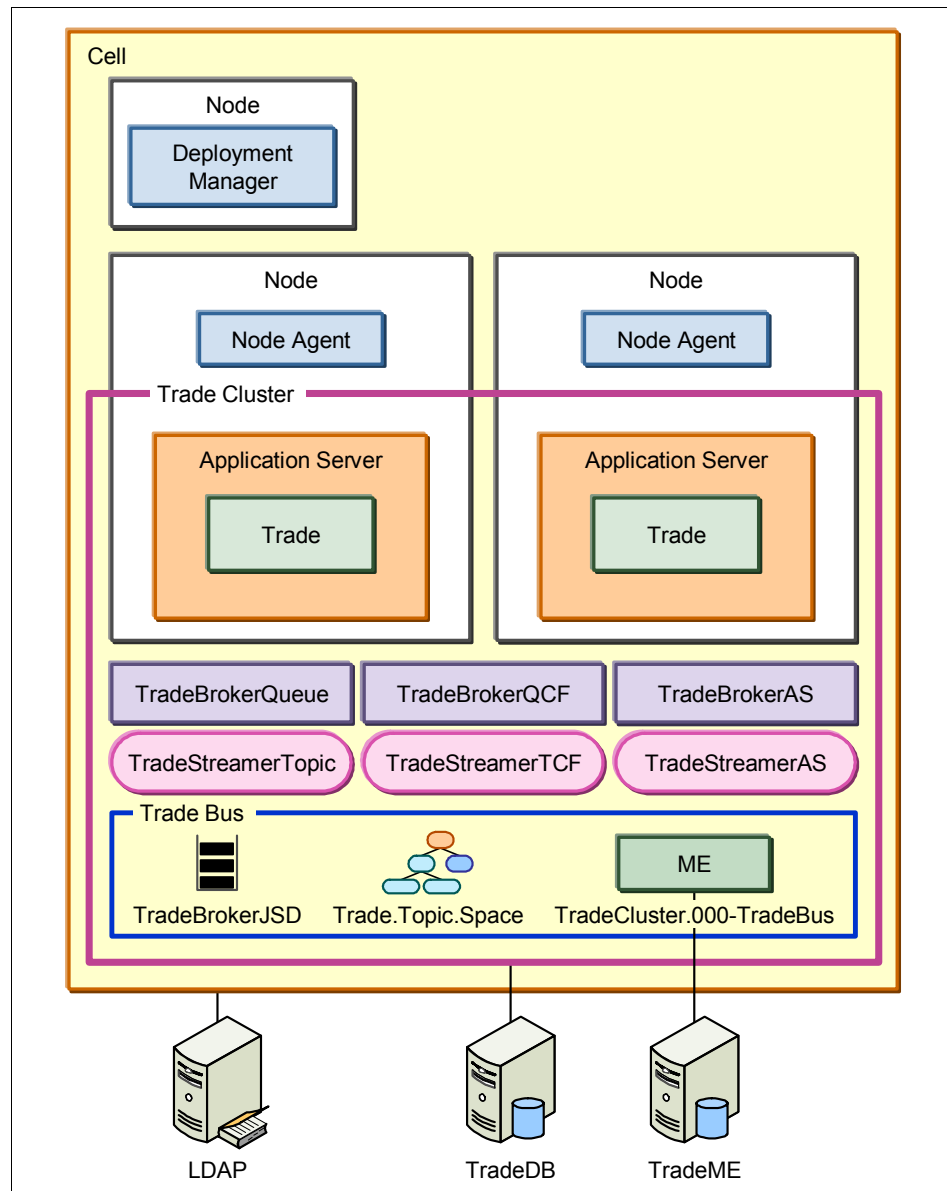 Cell
Node
Deployment
Manager
Node
Node
Node Agent
Node Agent
Trade Cluster
Application Server
Application Server
Trade
Trade
TradeBrokerQueue
TradeBrokerQCF
TradeBrokerAS
TradeStreamerTopic
TradeStreamerTCF
TradeStreamerAS
Trade Bus
ME
TradeBrokerJSD
Trade.Topic.Space
TradeCluster.000-TradeBus
LDAP
TradeDB
TradeME